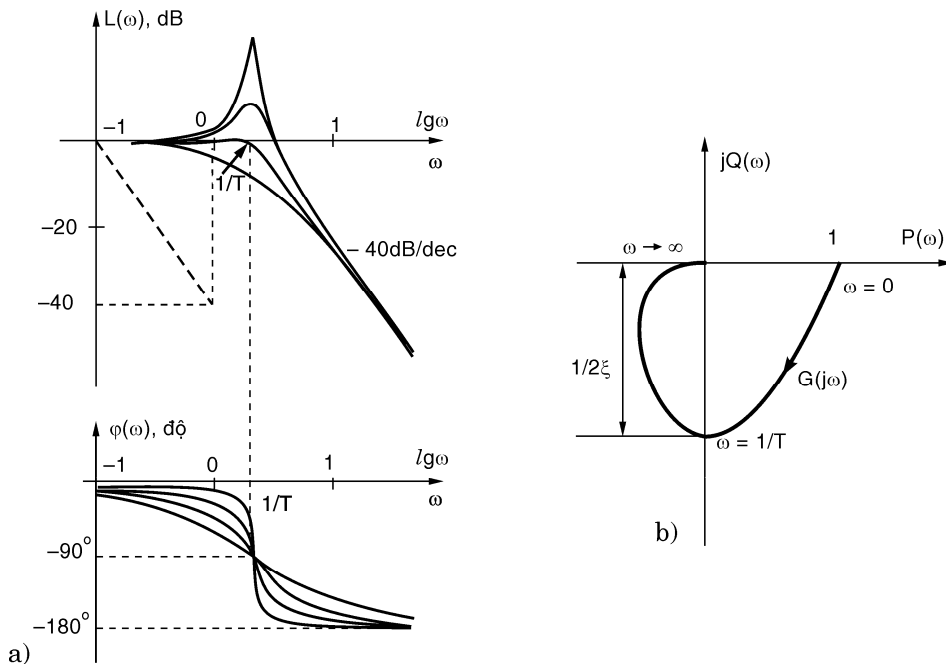 L(ω), dB
–1
0
1
lgω
ω
1/T
–20
–40
– 40dB/dec
φ(ω), độ
–1
0
1
lgω
ω
1/T
–90°
–180°
a)
jQ(ω)
ω → ∞
1
P(ω)
ω = 0
1/2ξ
G(jω)
ω = 1/T
b)